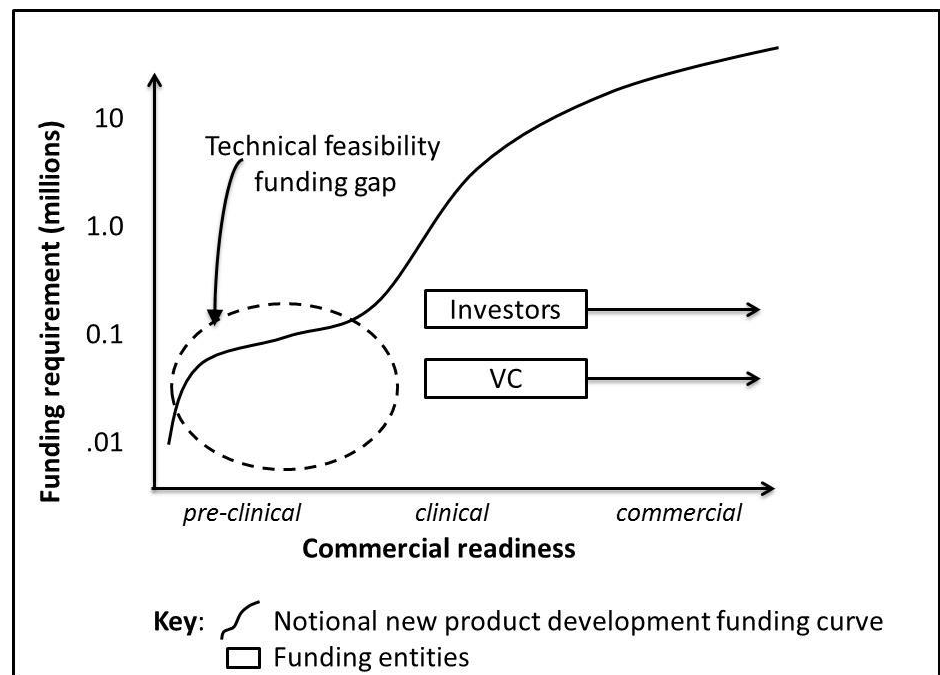 Funding requirement (millions)
10
1.0
0.1
.01
Technical feasibility
funding gap
Investors
VC
pre-clinical clinical commercial
Commercial readiness
Key: Notional new product development funding curve
Funding entities